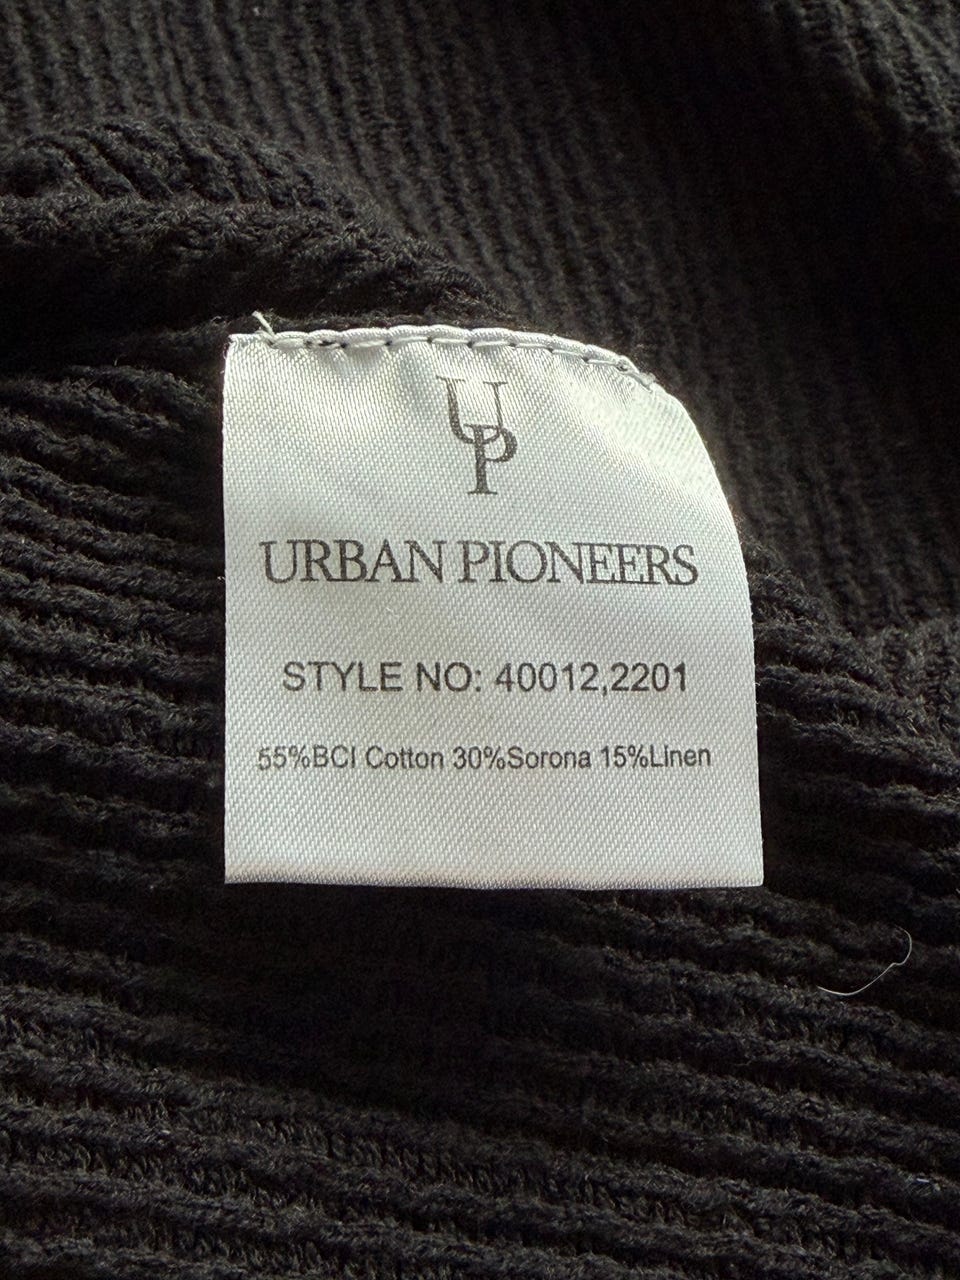 UP
URBAN PIONEERS
STYLE NO: 40012,2201
55%BCI Cotton 30%Sorona 15%Linen